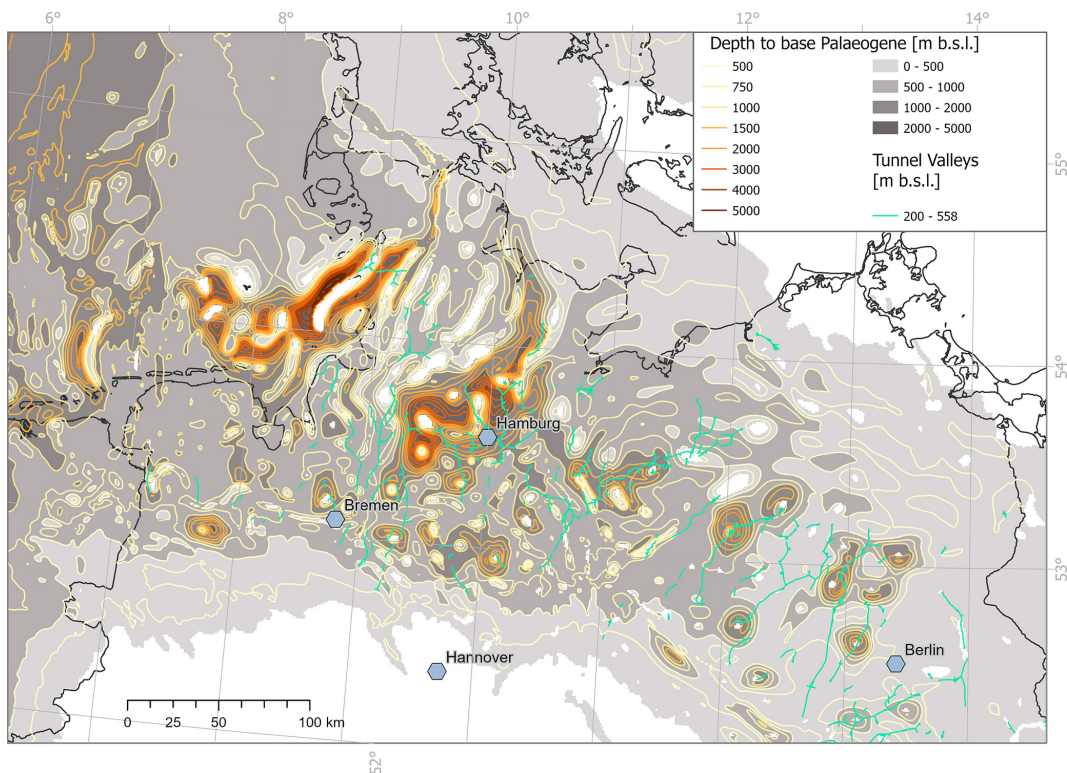 6° 8° 10° 12° 14°
Depth to base Palaeogene [m b.s.l.]
500
750
1000
1500
2000
3000
4000
5000
0 - 500
500 - 1000
1000 - 2000
2000 - 5000
Tunnel Valleys
[m b.s.l.]
200 - 558
55°
54°
Hamburg
Bremen
53°
Berlin
Hannover
0 25 50 100 km
52°